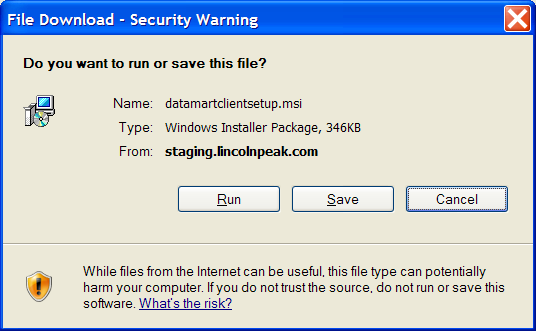 File Download - Security Warning
Do you want to run or save this file?
Name: datamartclientsetup.msi
Type: Windows Installer Package, 346KB
From: staging.lincolnpeak.com
Run Save Cancel
While files from the Internet can be useful, this file type can potentially
harm your computer. If you do not trust the source, do not run or save this
software. What's the risk?